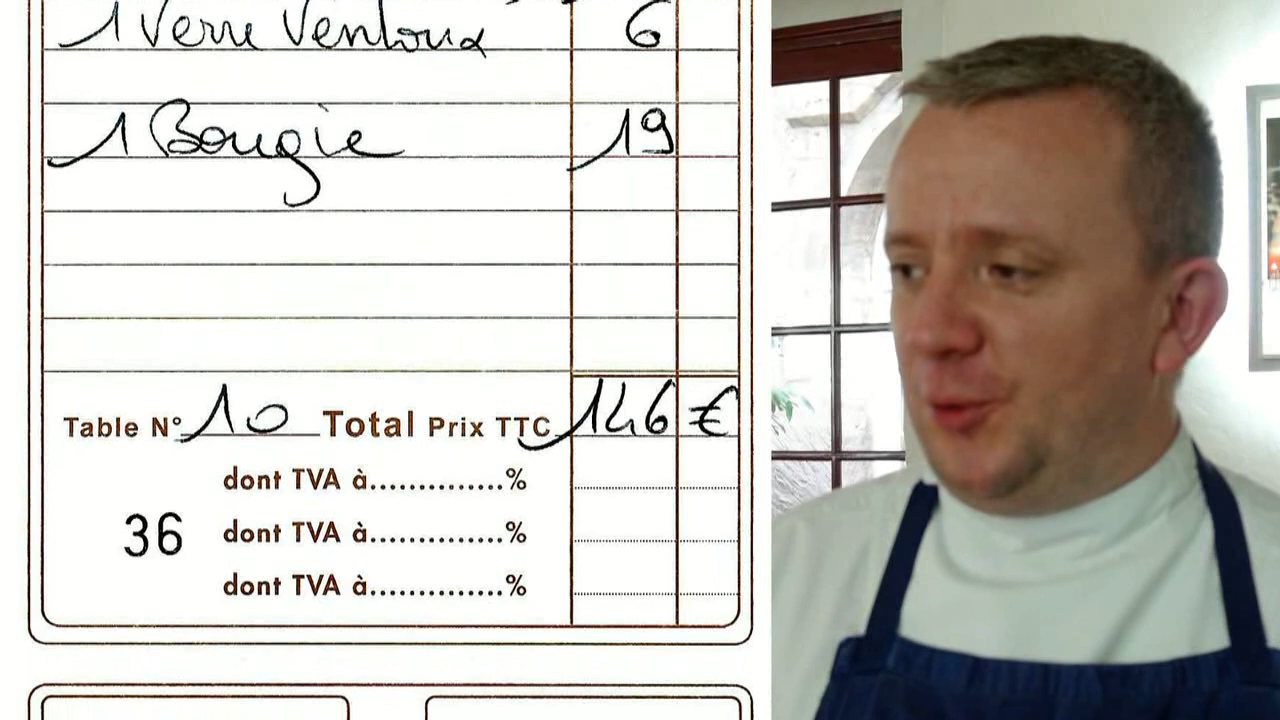 1 Verre Ventoux 6
1 Bougie 19
Table N° 10 Total Prix TTC 146 €
dont TVA à..............%
36 dont TVA à..............%
dont TVA à..............%